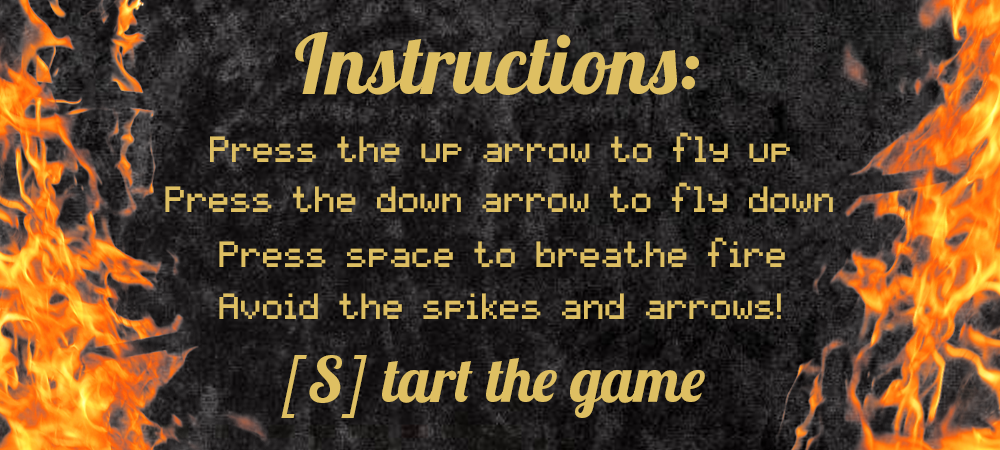 Instructions:
Press the up arrow to fly up
Press the down arrow to fly down
Press space to breathe fire
Avoid the spikes and arrows!
[S] tart the game